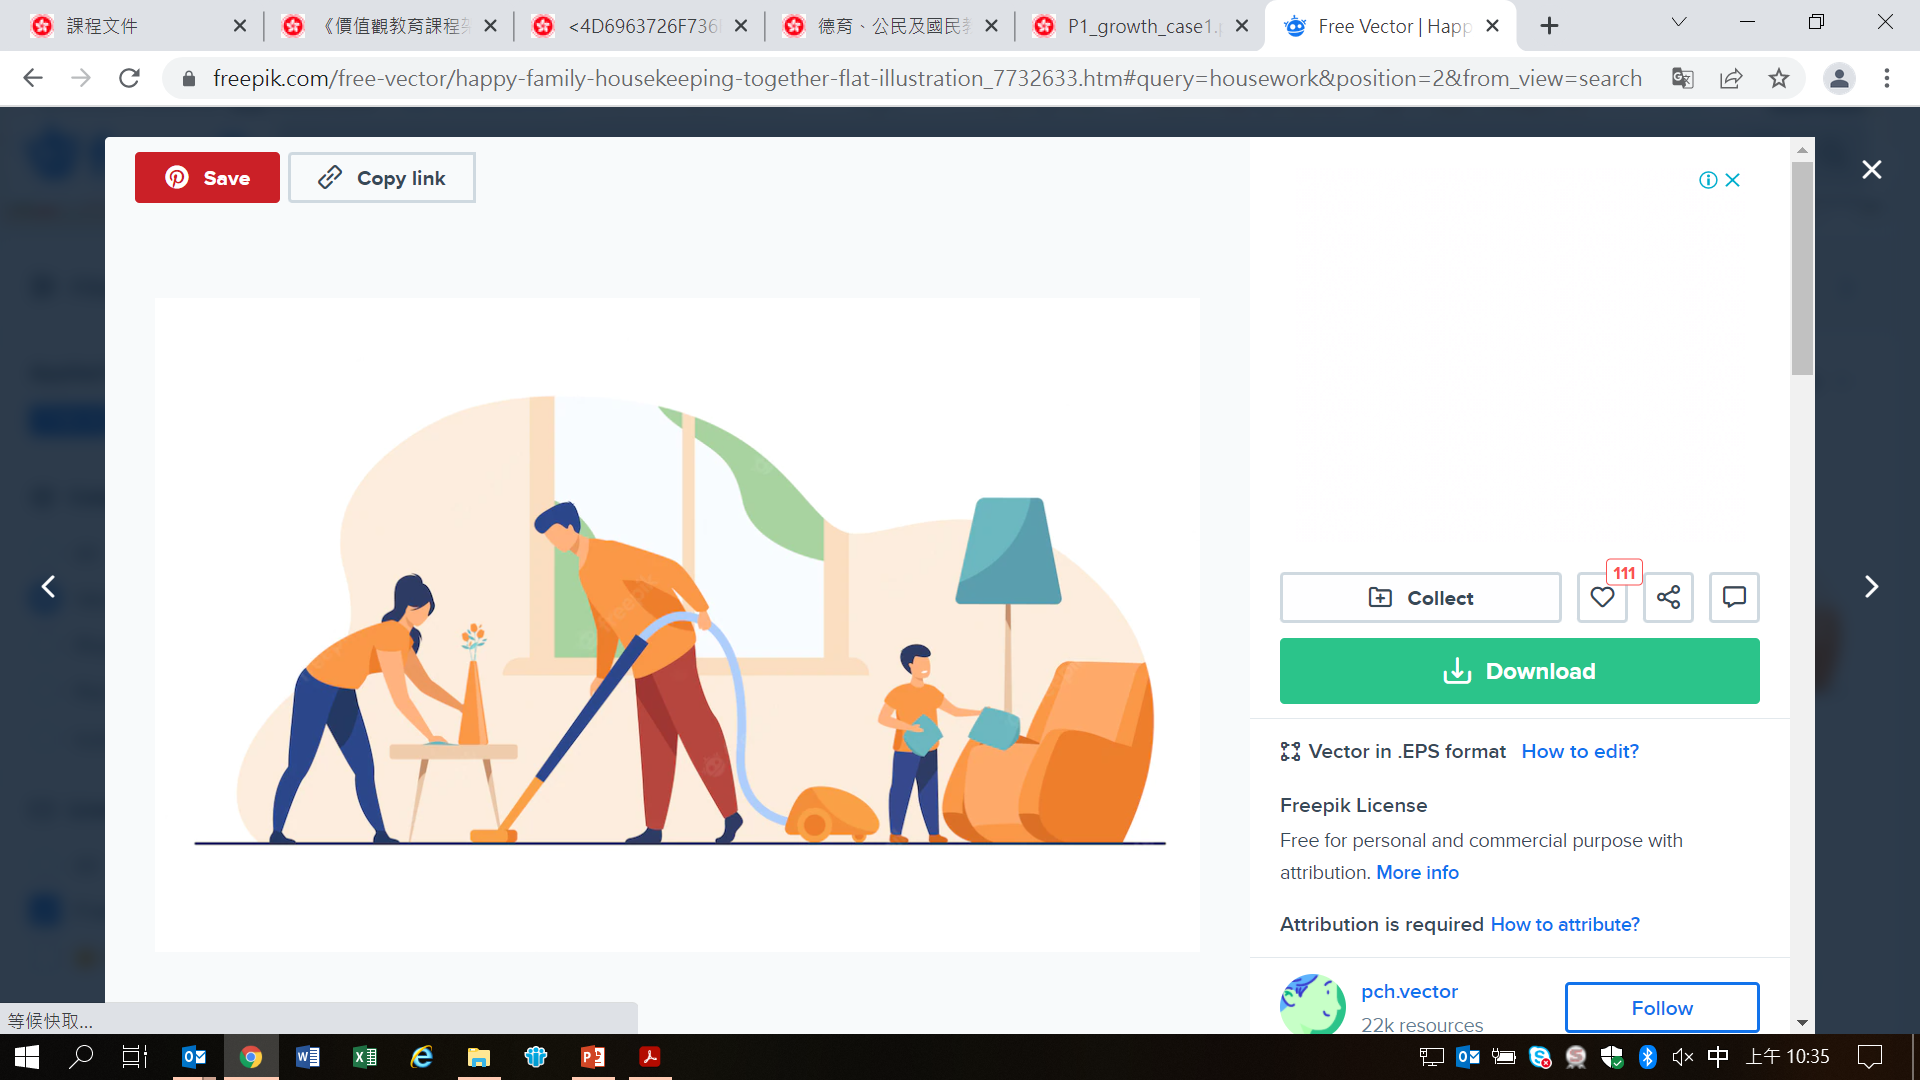 課程文件
《價值觀教育課程架
<4D6963726F736F
德育、公民及國民教
P1_growth_case1.p
Free Vector | Happ
freepik.com/free-vector/happy-family-housekeeping-together-flat-illustration_7732633.htm#query=housework&position=2&from_view=search
Save
Copy link
111
Collect
Download
Vector in .EPS format How to edit?
Freepik License
Free for personal and commercial purpose with
attribution. More info
Attribution is required How to attribute?
pch.vector
22k resources
Follow
等候快取...
中
上午 10:35